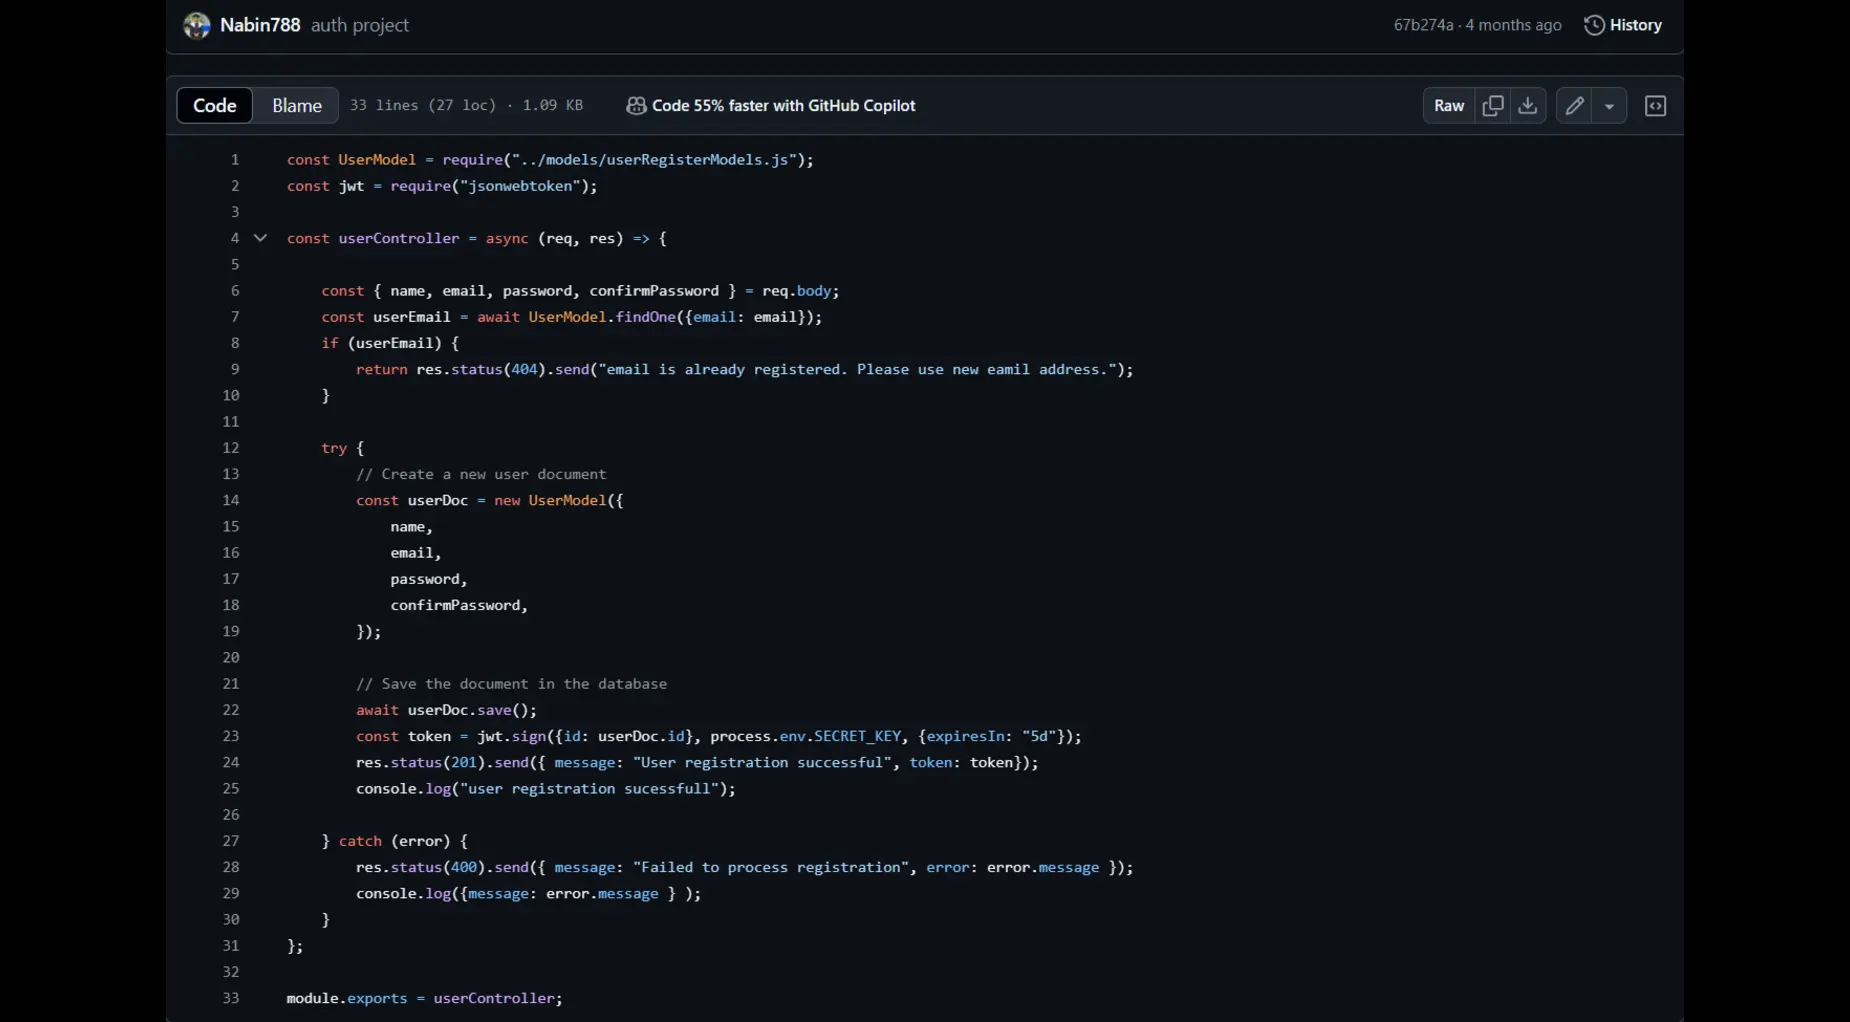 Nabin788 auth project 67b274a · 4 months ago History
Code Blame 33 lines (27 loc) · 1.09 KB Code 55% faster with GitHub Copilot Raw
1 const UserModel = require("../models/userRegisterModels.js");
2 const jwt = require("jsonwebtoken");
3
4 const userController = async (req, res) => {
5
6     const { name, email, password, confirmPassword } = req.body;
7     const userEmail = await UserModel.findOne({email: email});
8     if (userEmail) {
9         return res.status(404).send("email is already registered. Please use new eamil address.");
10     }
11
12     try {
13         // Create a new user document
14         const userDoc = new UserModel({
15             name,
16             email,
17             password,
18             confirmPassword,
19         });
20
21         // Save the document in the database
22         await userDoc.save();
23         const token = jwt.sign({id: userDoc.id}, process.env.SECRET_KEY, {expiresIn: "5d"});
24         res.status(201).send({ message: "User registration successful", token: token});
25         console.log("user registration sucessfull");
26
27     } catch (error) {
28         res.status(400).send({ message: "Failed to process registration", error: error.message });
29         console.log({message: error.message } );
30     }
31 };
32
33 module.exports = userController;